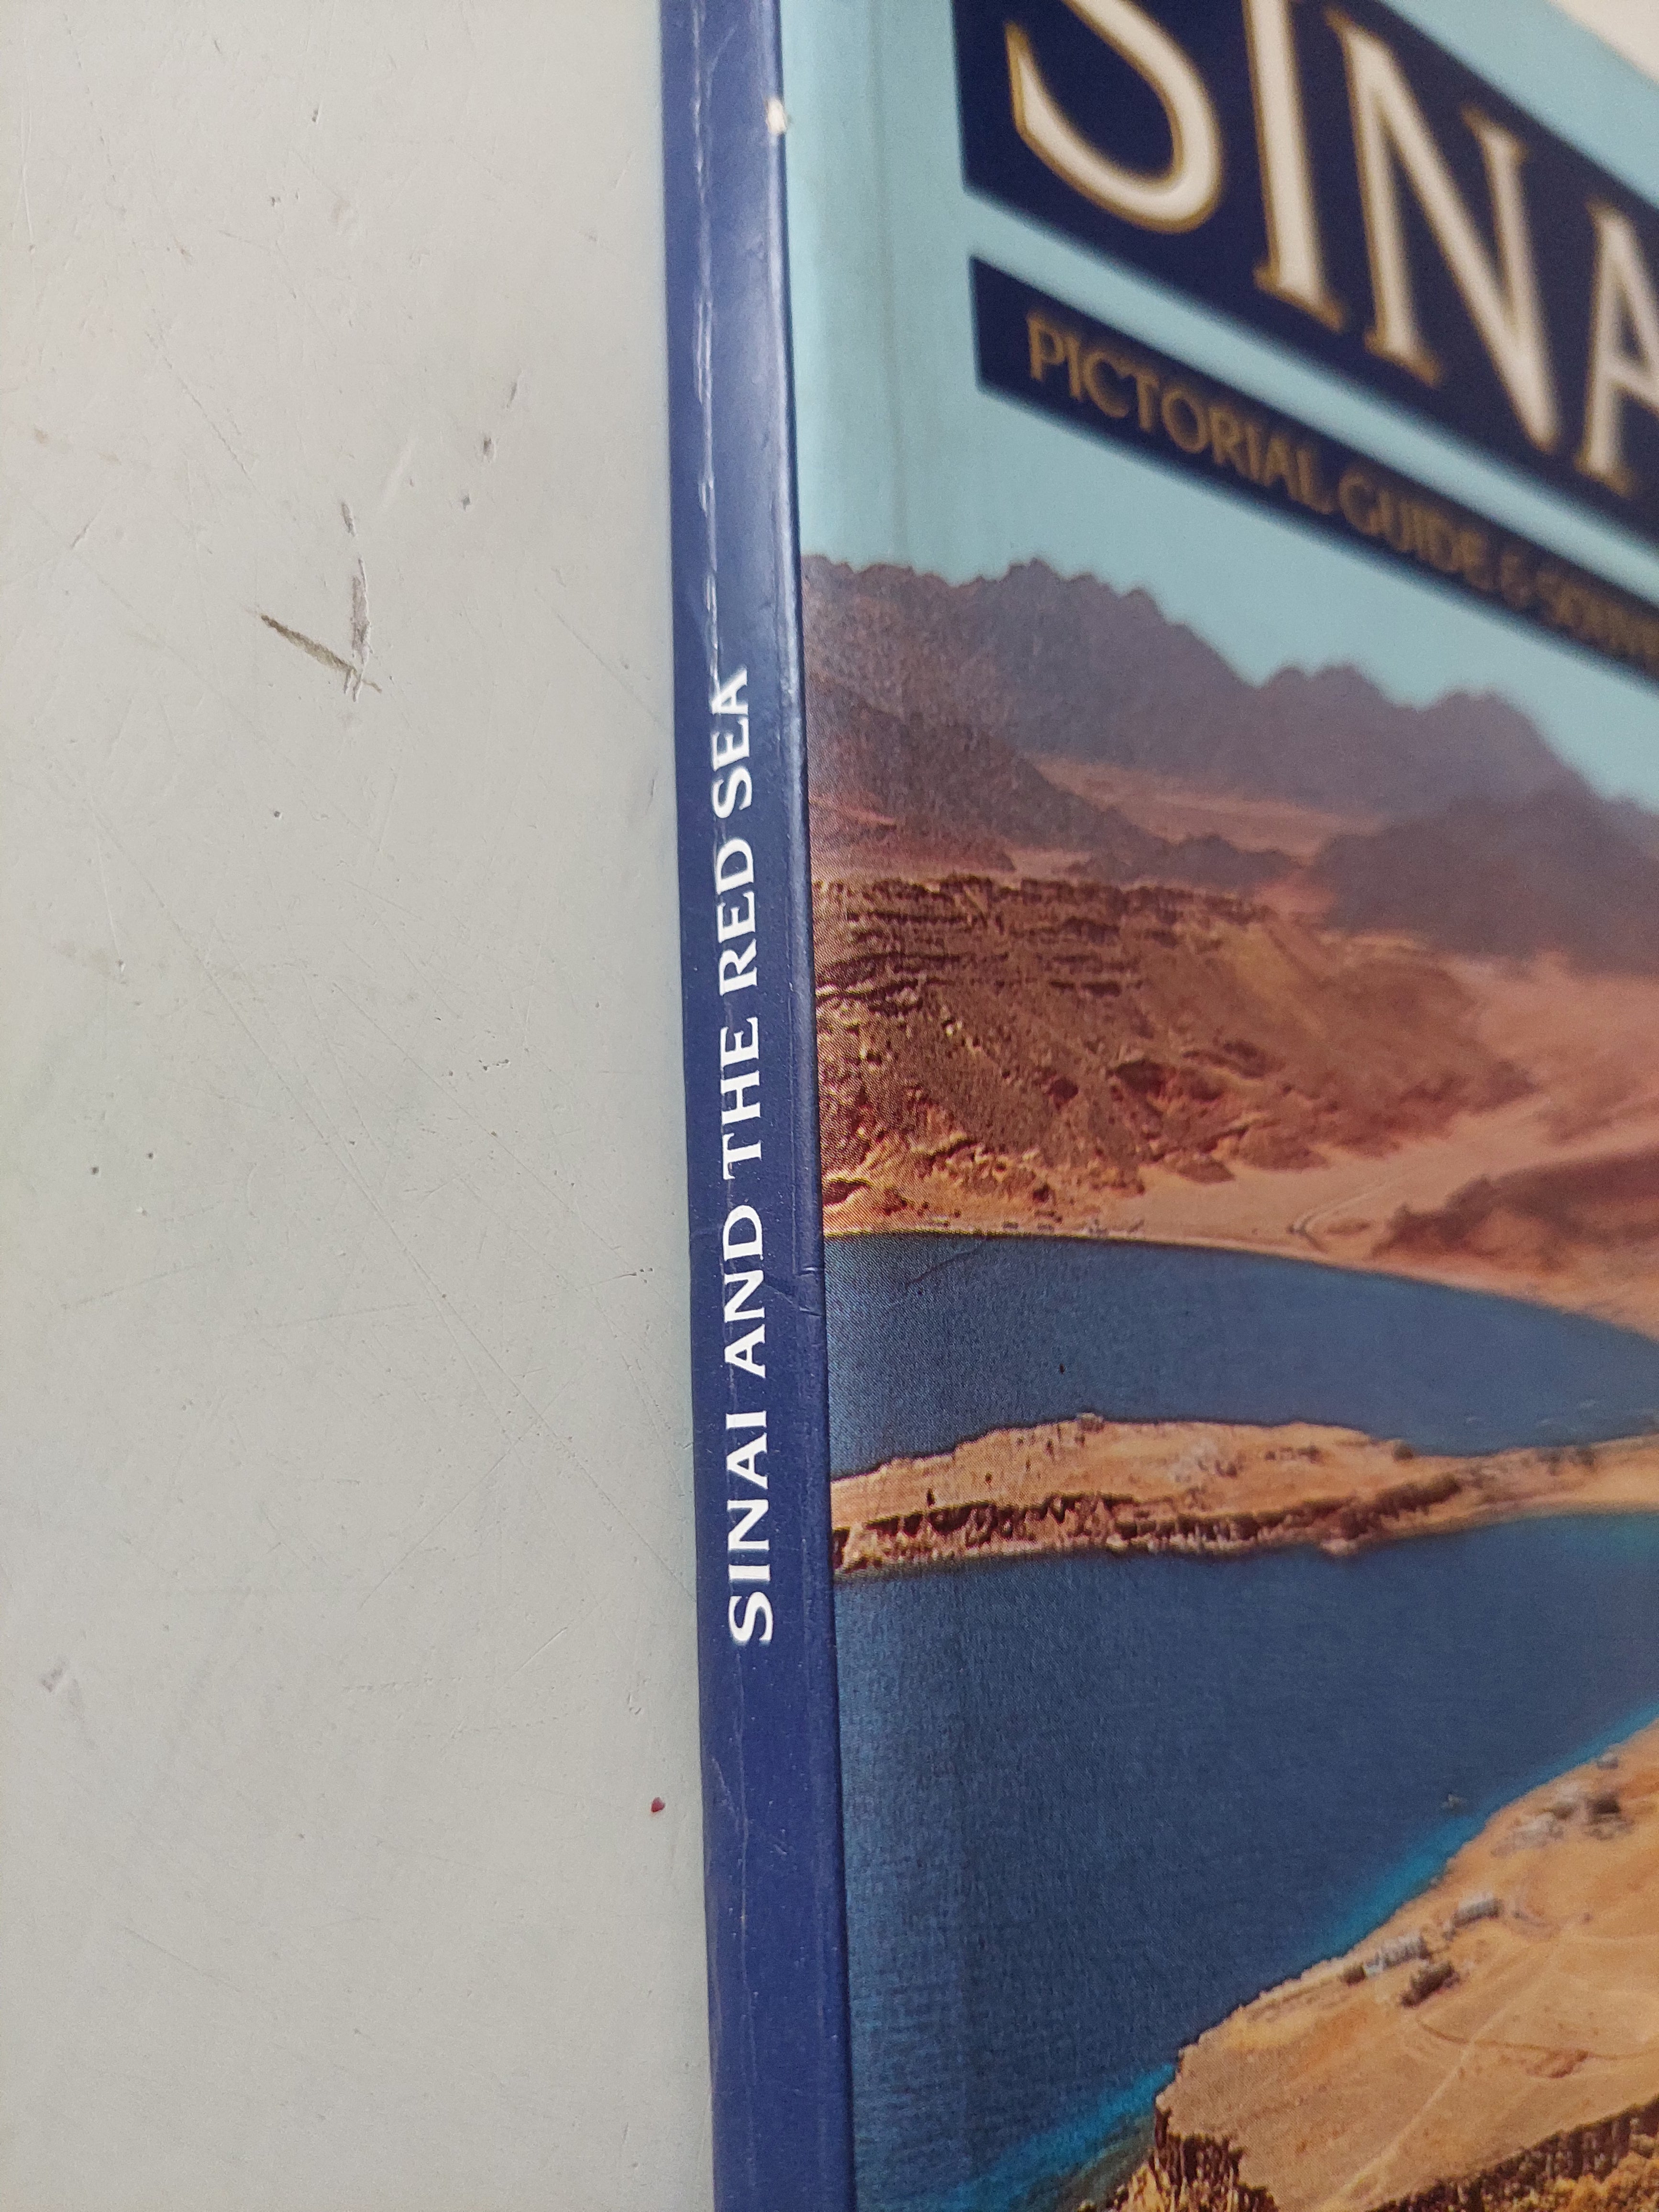 SINAI AND THE RED SEA
SINA
PICTORIAL GUIDE &